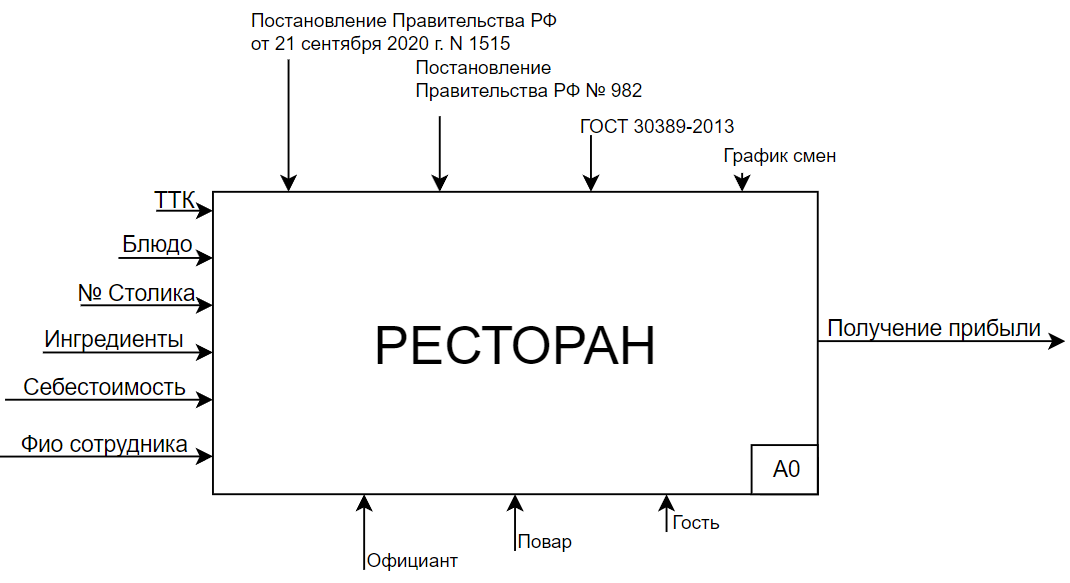 Постановление Правительства РФ
от 21 сентября 2020 г. N 1515
Постановление
Правительства РФ № 982
ГОСТ 30389-2013
График смен
ТТК
Блюдо
№ Столика
Ингредиенты
Себестоимость
Фио сотрудника
РЕСТОРАН
Получение прибыли
А0
Официант
Повар
Гость